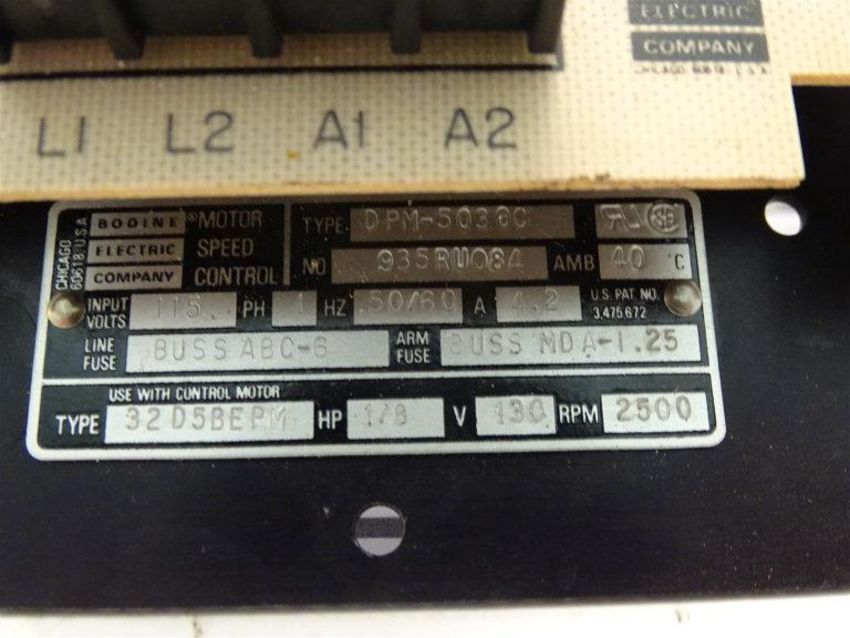 ELECTRIC
COMPANY
L1 L2 A1 A2
CHICAGO
60618 U.S.A
BODINE ® MOTOR
ELECTRIC SPEED
COMPANY CONTROL
TYPE DPM-5030C
NO 935RU084 AMB 40 °C
INPUT VOLTS 115 PH 1 HZ 50/60 A 4.2
U.S. PAT NO.
3,475,672
LINE FUSE BUSS ABC-6 ARM FUSE BUSS MDA-1.25
USE WITH CONTROL MOTOR
TYPE 32D5BEPM HP 1/8 V 130 RPM 2500